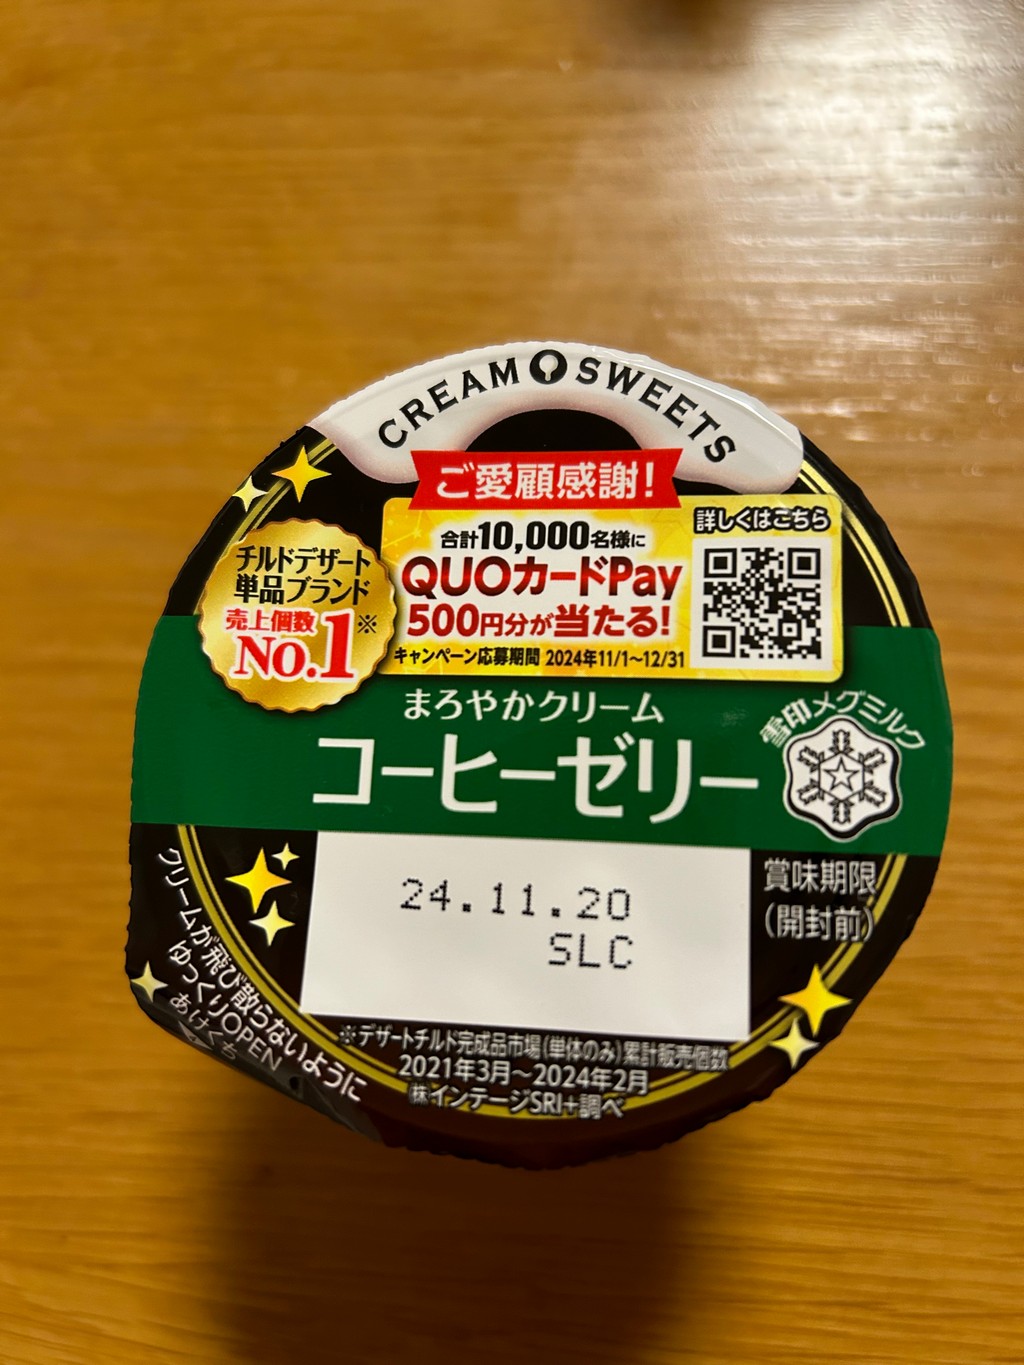 CREAM SWEETS
ご愛顧感謝!
合計10,000名様に
QUOカードPay
500円分が当たる!
キャンペーン応募期間 2024年11/1~12/31
詳しくはこちら
チルドデザート
単品ブランド
売上個数
No.1※
まろやかクリーム
コーヒーゼリー
雪印メグミルク
24.11.20
SLC
賞味期限
(開封前)
クリームが飛び散らないように
ゆっくりOPEN
あけくち
※デザートチルド完成品市場(単体のみ)累計販売個数
2021年3月~2024年2月
㈱インテージSRI+調べ